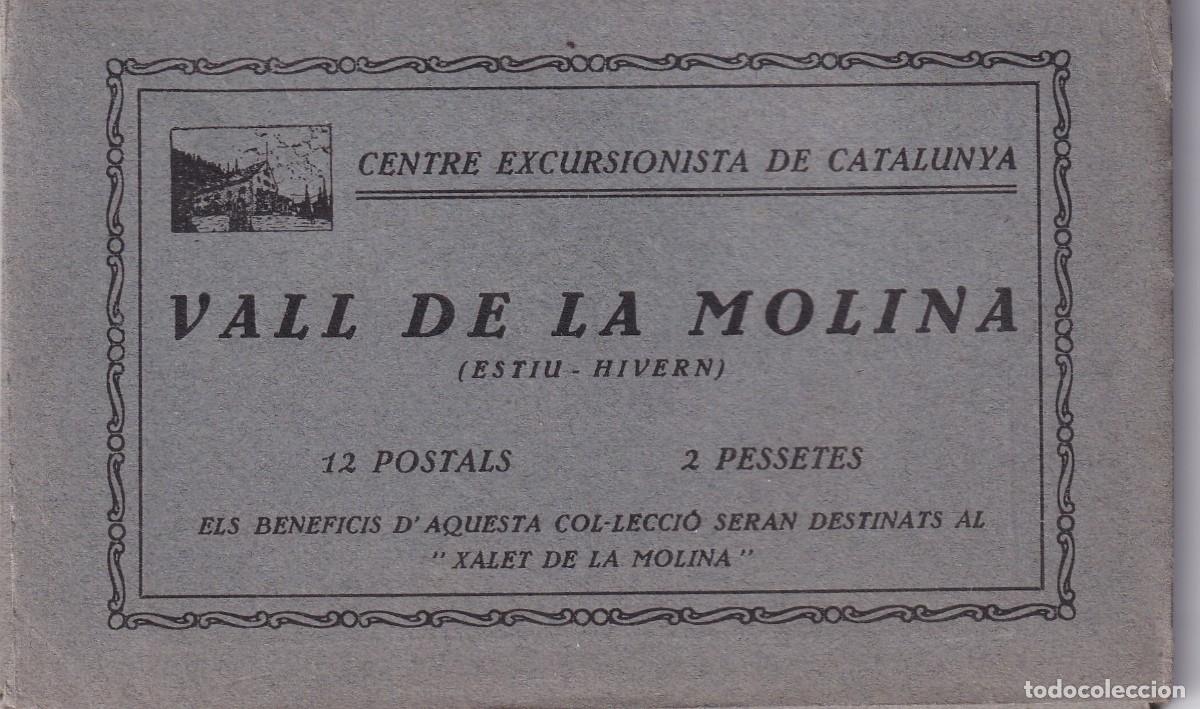 CENTRE EXCURSIONISTA DE CATALUNYA
VALL DE LA MOLINA
(ESTIU - HIVERN)
12 POSTALS 2 PESSETES
ELS BENEFICIS D'AQUESTA COL-LECCIÓ SERAN DESTINATS AL
"XALET DE LA MOLINA"
todocoleccion